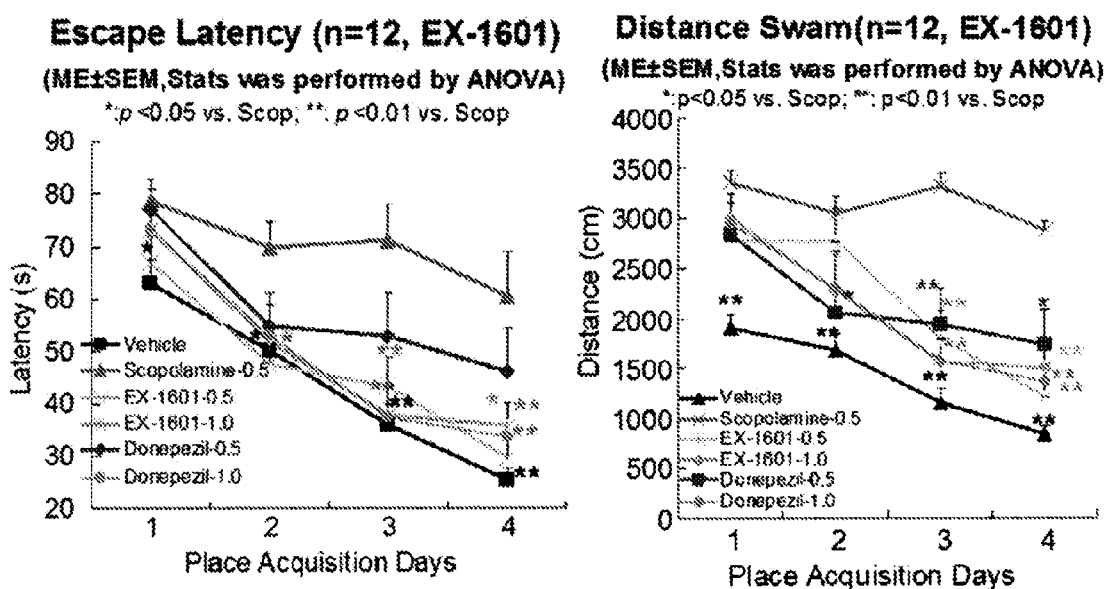 Escape Latency (n=12, EX-1601)
(ME±SEM,Stats was performed by ANOVA)
*:p <0.05 vs. Scop; **: p <0.01 vs. Scop
90
80
70
60
50
40
30
20
Latency (s)
*
*
*
**
**
*
**
**
**
Vehicle
Scopolamine-0.5
EX-1601-0.5
EX-1601-1.0
Donepezil-0.5
Donepezil-1.0
1 2 3 4
Place Acquisition Days
Distance Swam(n=12, EX-1601)
(ME±SEM,Stats was performed by ANOVA)
*:p<0.05 vs. Scop; **: p<0.01 vs. Scop
4000
3500
3000
2500
2000
1500
1000
500
0
Distance (cm)
**
*
**
**
**
**
**
*
**
**
**
**
Vehicle
Scopolamine-0.5
EX-1601-0.5
EX-1601-1.0
Donepezil-0.5
Donepezil-1.0
1 2 3 4
Place Acquisition Days